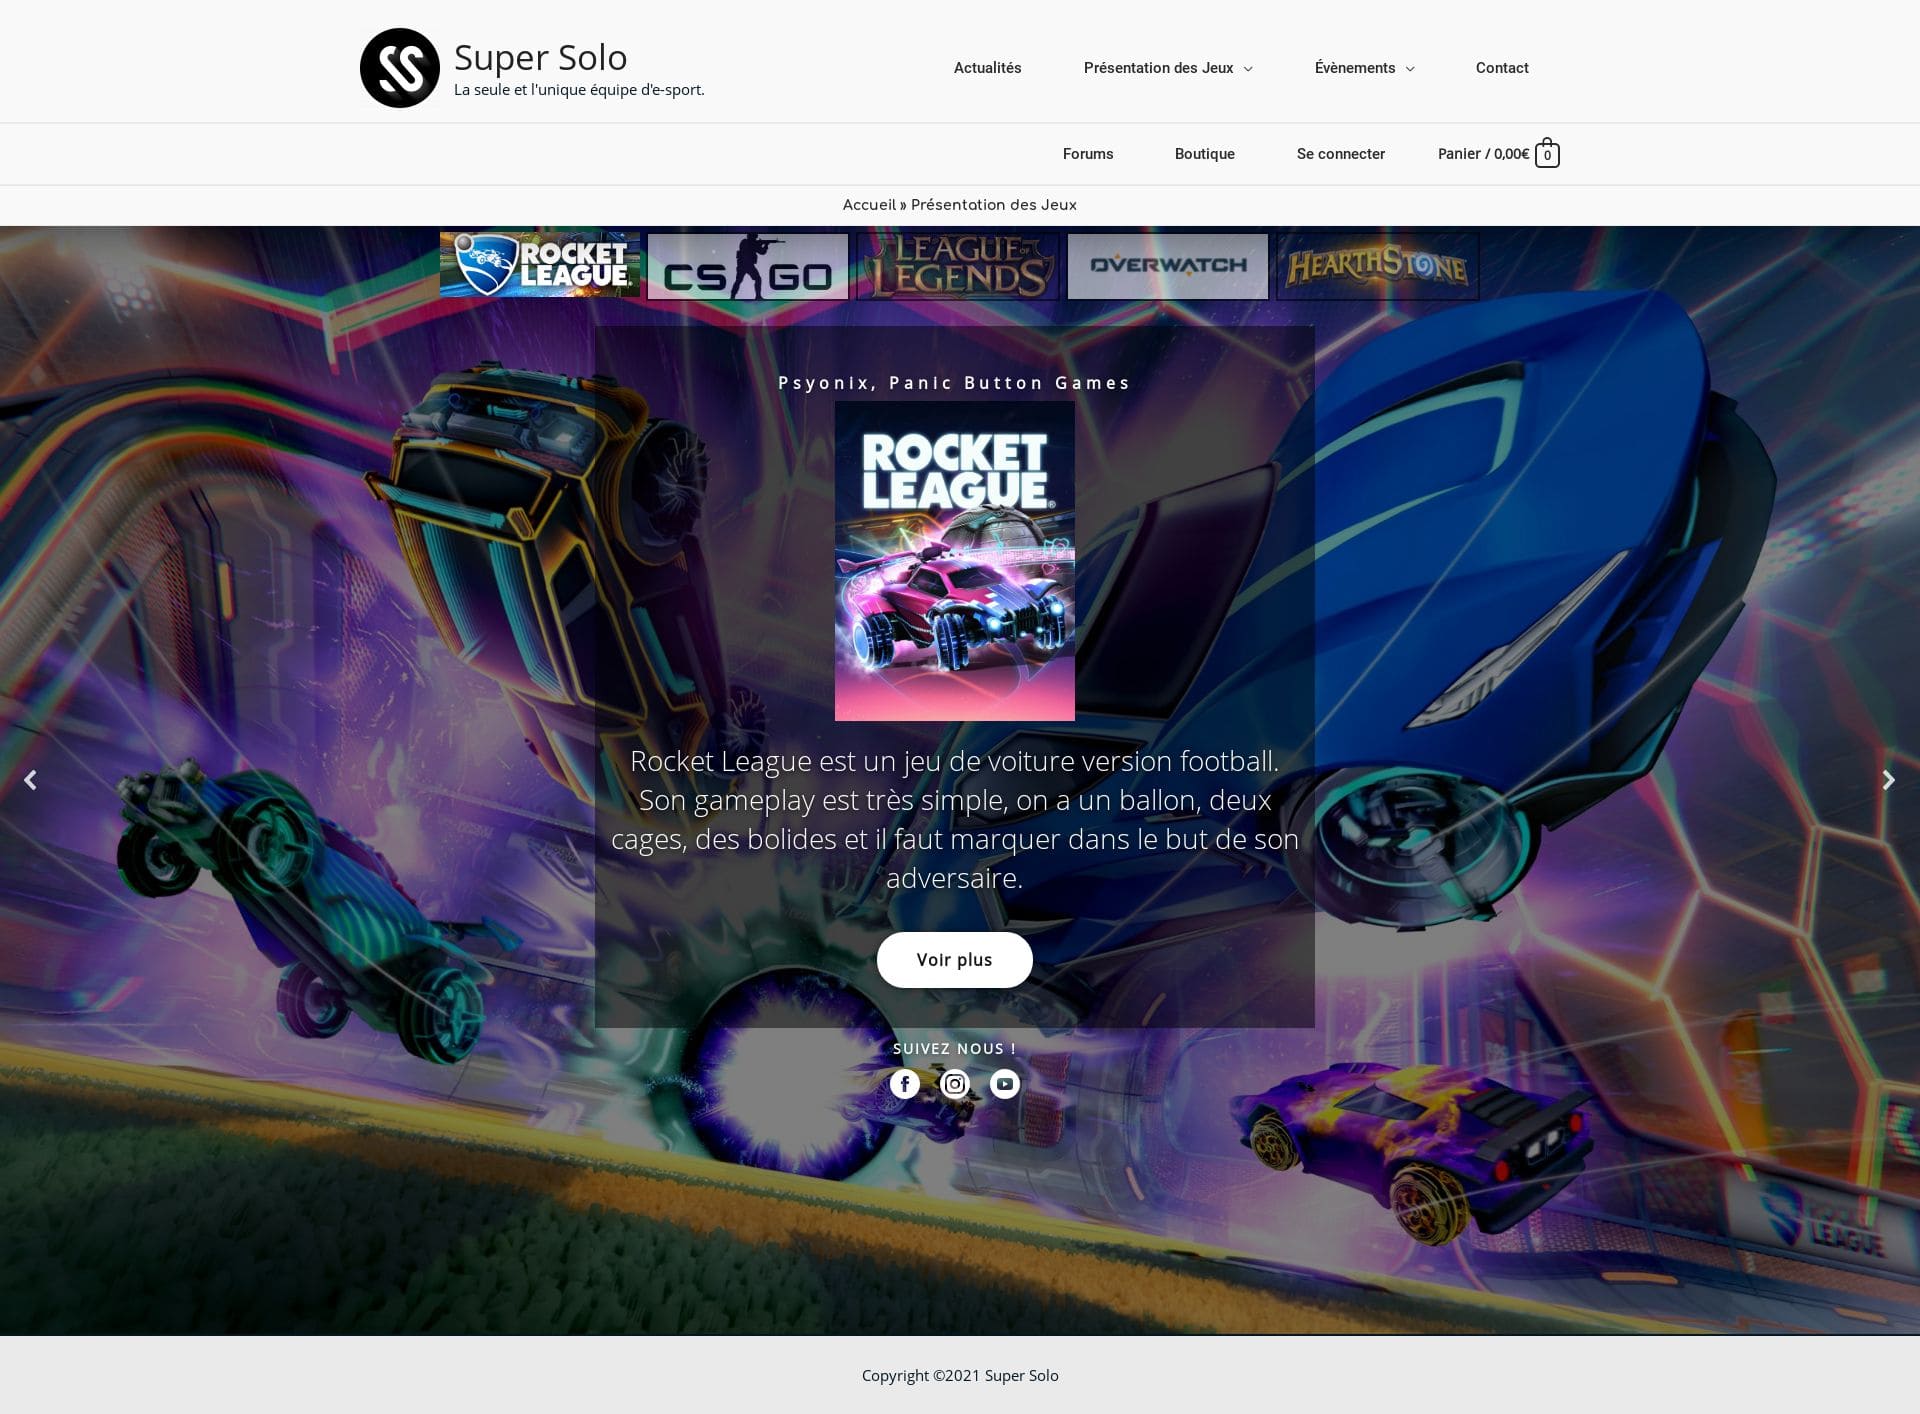 Super Solo
La seule et l'unique équipe d'e-sport.
Actualités
Présentation des Jeux
Évènements
Contact
Forums
Boutique
Se connecter
Panier / 0,00€ 0
Accueil » Présentation des Jeux
ROCKET
LEAGUE
CS GO
LEAGUE OF
LEGENDS
OVERWATCH
HEARTHSTONE
Psyonix, Panic Button Games
ROCKET
LEAGUE®
Rocket League est un jeu de voiture version football.
Son gameplay est très simple, on a un ballon, deux
cages, des bolides et il faut marquer dans le but de son
adversaire.
Voir plus
SUIVEZ NOUS !
LEAGUE
Copyright ©2021 Super Solo